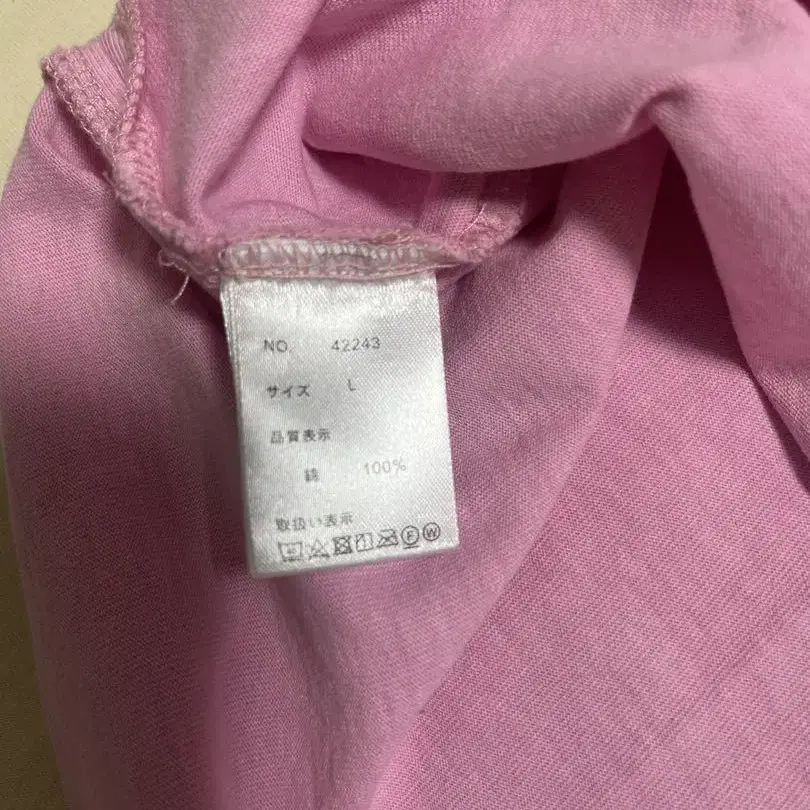 NO. 42243
サイズ L
品質表示
綿 100%
取扱い表示